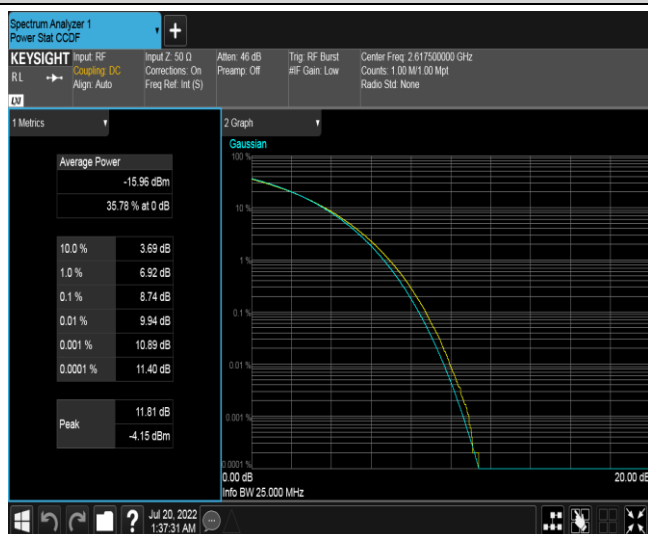 Spectrum Analyzer 1
Power Stat CCDF
+
KEYSIGHT
RL
LXI
Input: RF
Coupling: DC
Align: Auto
Input Z: 50 Ω
Corrections: On
Freq Ref: Int (S)
Atten: 46 dB
Preamp: Off
Trig: RF Burst
#IF Gain: Low
Center Freq: 2.617500000 GHz
Counts: 1.00 M/1.00 Mpt
Radio Std: None
1 Metrics
Average Power
-15.96 dBm
35.78 % at 0 dB
10.0 % 3.69 dB
1.0 % 6.92 dB
0.1 % 8.74 dB
0.01 % 9.94 dB
0.001 % 10.89 dB
0.0001 % 11.40 dB
Peak
11.81 dB
-4.15 dBm
2 Graph
Gaussian
100 %
10 %
1 %
0.1 %
0.01 %
0.001 %
0.0001 %
0.00 dB
20.00 dB
Info BW 25.000 MHz
?
Jul 20, 2022
1:37:31 AM